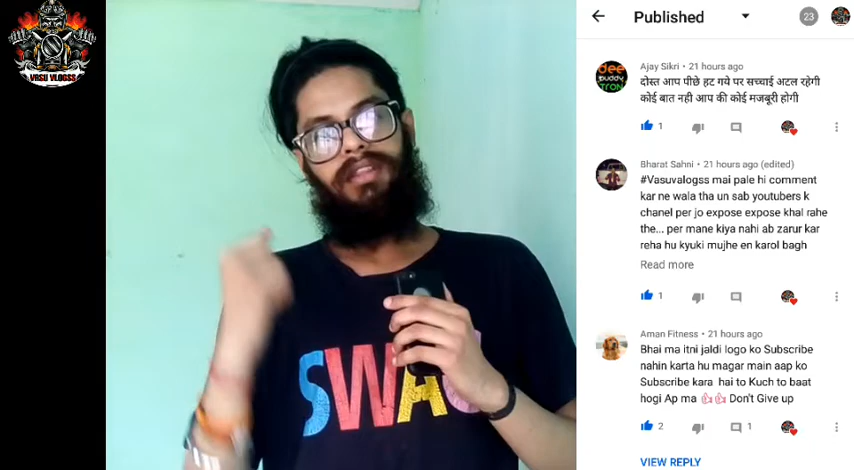 VASU VLOGSS
SWAG
Published
23
Ajay Sikri • 21 hours ago
दोस्त आप पीछे हट गये पर सच्चाई अटल रहेगी
कोई बात नही आप की कोई मजबूरी होगी
1
dee
buddy
TRON
Bharat Sahni • 21 hours ago (edited)
#Vasuvalogss mai pale hi comment
kar ne wala tha un sab youtubers k
chanel per jo expose expose khal rahe
the... per mane kiya nahi ab zarur kar
reha hu kyuki mujhe en karol bagh
Read more
1
Aman Fitness • 21 hours ago
Bhai ma itni jaldi logo ko Subscribe
nahin karta hu magar main aap ko
Subscribe kara hai to Kuch to baat
hogi Ap ma 👍🏻👍🏻 Don't Give up
2
1
VIEW REPLY